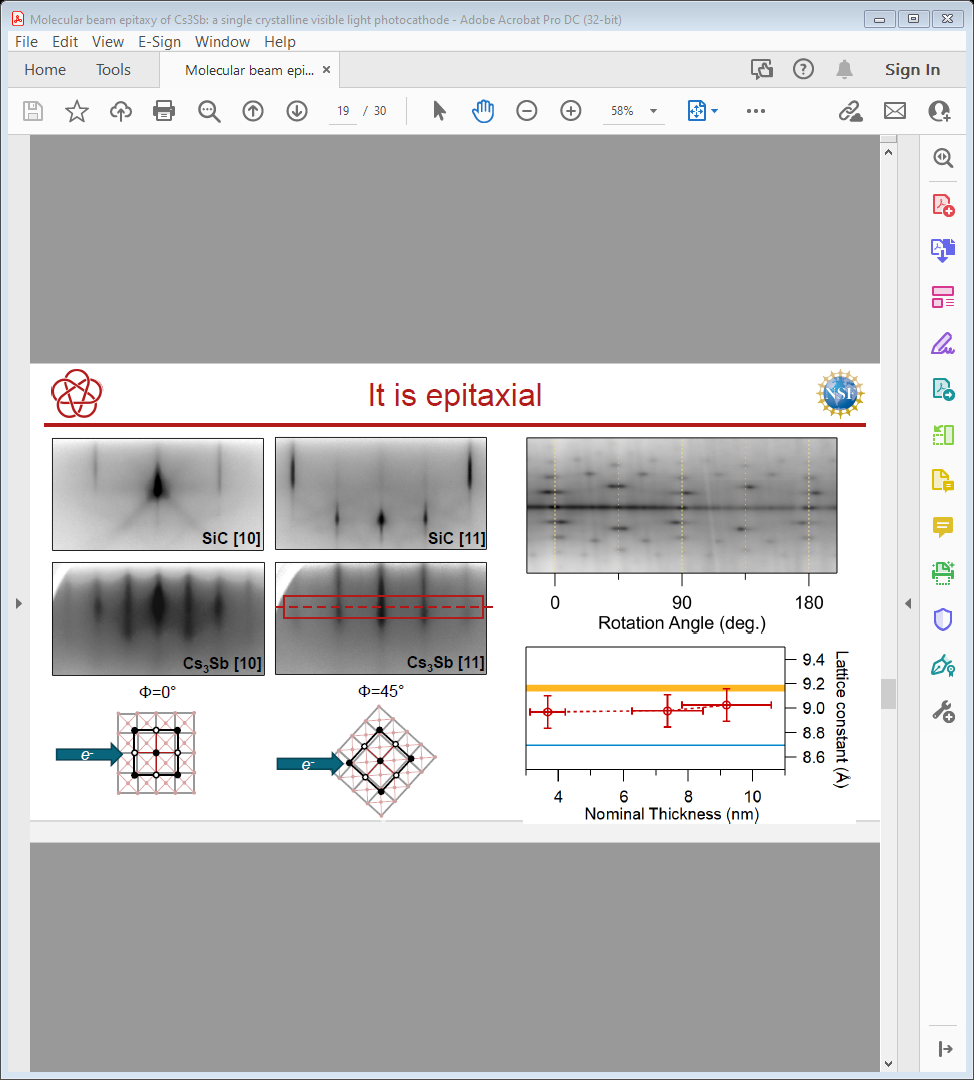 Molecular beam epitaxy of Cs3Sb: a single crystalline visible light photocathode - Adobe Acrobat Pro DC (32-bit)
File Edit View E-Sign Window Help
Home Tools Molecular beam epi... × Sign In
19 / 30 58%
It is epitaxial
NSF
SiC [10]
SiC [11]
Cs₃Sb [10]
Cs₃Sb [11]
Φ=0°
Φ=45°
e-
e-
0 90 180
Rotation Angle (deg.)
9.4
9.2
9.0
8.8
8.6
Lattice constant (Å)
4 6 8 10
Nominal Thickness (nm)